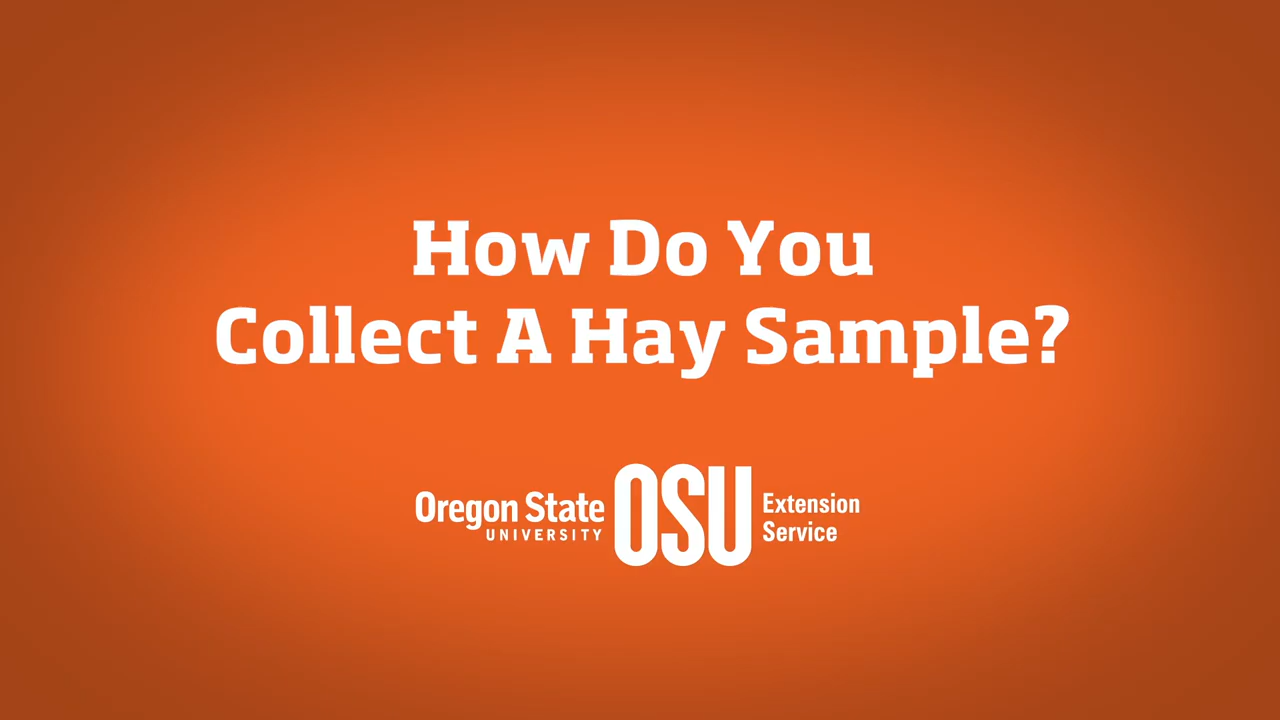 How Do You
Collect A Hay Sample?
Oregon State
UNIVERSITY
OSU
Extension
Service